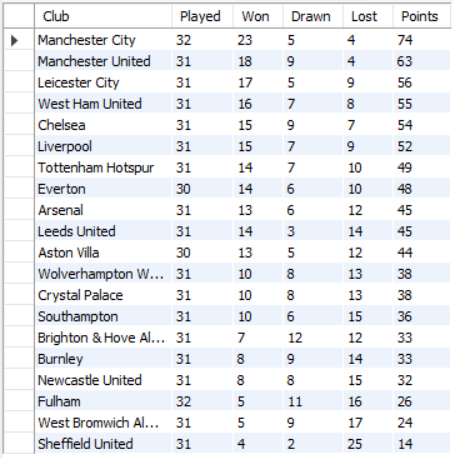 Club Played Won Drawn Lost Points
Manchester City 32 23 5 4 74
Manchester United 31 18 9 4 63
Leicester City 31 17 5 9 56
West Ham United 31 16 7 8 55
Chelsea 31 15 9 7 54
Liverpool 31 15 7 9 52
Tottenham Hotspur 31 14 7 10 49
Everton 30 14 6 10 48
Arsenal 31 13 6 12 45
Leeds United 31 14 3 14 45
Aston Villa 30 13 5 12 44
Wolverhampton W... 31 10 8 13 38
Crystal Palace 31 10 8 13 38
Southampton 31 10 6 15 36
Brighton & Hove Al... 31 7 12 12 33
Burnley 31 8 9 14 33
Newcastle United 31 8 8 15 32
Fulham 32 5 11 16 26
West Bromwich Al... 31 5 9 17 24
Sheffield United 31 4 2 25 14